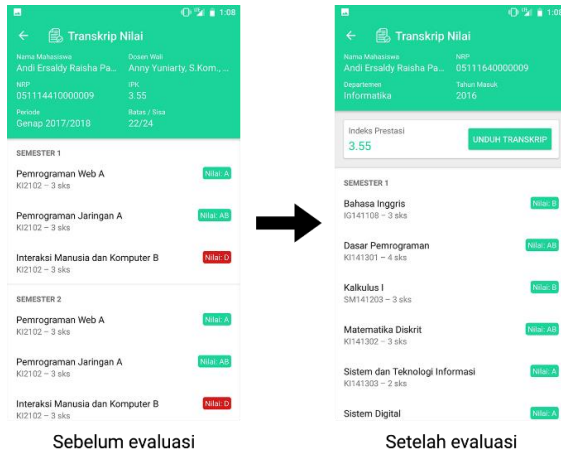 1:08
Transkrip Nilai
Nama Mahasiswa
Dosen Wali
Andi Ersaldy Raisha Pa...
Anny Yuniarty, S.Kom., ...
NRP
IPK
051114410000009
3.55
Periode
Batas / Sisa
Genap 2017/2018
22/24
SEMESTER 1
Pemrograman Web A
Nilai: A
KI2102 – 3 sks
Pemrograman Jaringan A
Nilai: AB
KI2102 – 3 sks
Interaksi Manusia dan Komputer B
Nilai: D
KI2102 – 3 sks
SEMESTER 2
Pemrograman Web A
Nilai: A
KI2102 – 3 sks
Pemrograman Jaringan A
Nilai: AB
KI2102 – 3 sks
Interaksi Manusia dan Komputer B
Nilai: D
KI2102 – 3 sks
Sebelum evaluasi
1:08
Transkrip Nilai
Nama Mahasiswa
NRP
Andi Ersaldy Raisha Pa...
05111640000009
Departemen
Tahun Masuk
Informatika
2016
Indeks Prestasi
3.55
UNDUH TRANSKRIP
SEMESTER 1
Bahasa Inggris
Nilai: B
IG141108 – 3 sks
Dasar Pemrograman
Nilai: AB
KI141301 – 4 sks
Kalkulus I
Nilai: B
SM141203 – 3 sks
Matematika Diskrit
Nilai: AB
KI141302 – 3 sks
Sistem dan Teknologi Informasi
Nilai: A
KI141303 – 2 sks
Sistem Digital
Nilai: A
Setelah evaluasi